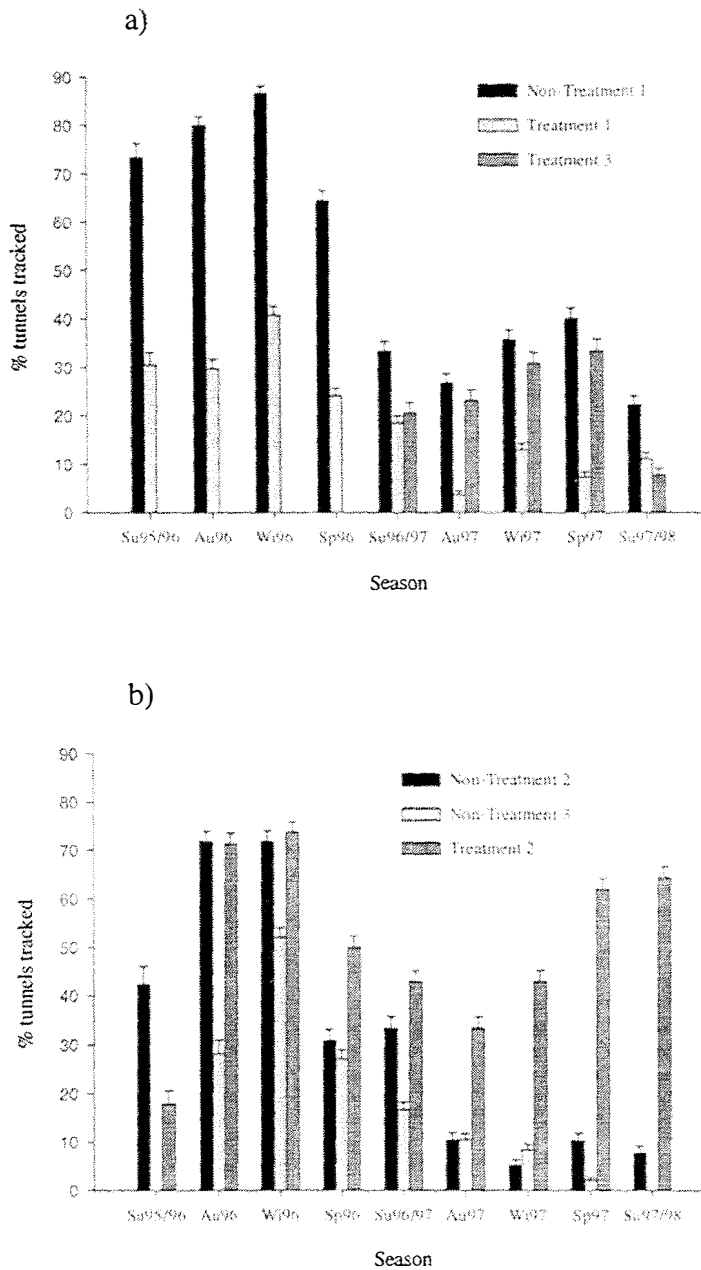 a)
% tunnels tracked
90
80
70
60
50
40
30
20
10
0
Non-Treatment 1
Treatment 1
Treatment 3
Su95/96 Au96 Wi96 Sp96 Su96/97 Au97 Wi97 Sp97 Su97/98
Season
b)
% tunnels tracked
90
80
70
60
50
40
30
20
10
0
Non-Treatment 2
Non-Treatment 3
Treatment 2
Su95/96 Au96 Wi96 Sp96 Su96/97 Au97 Wi97 Sp97 Su97/98
Season